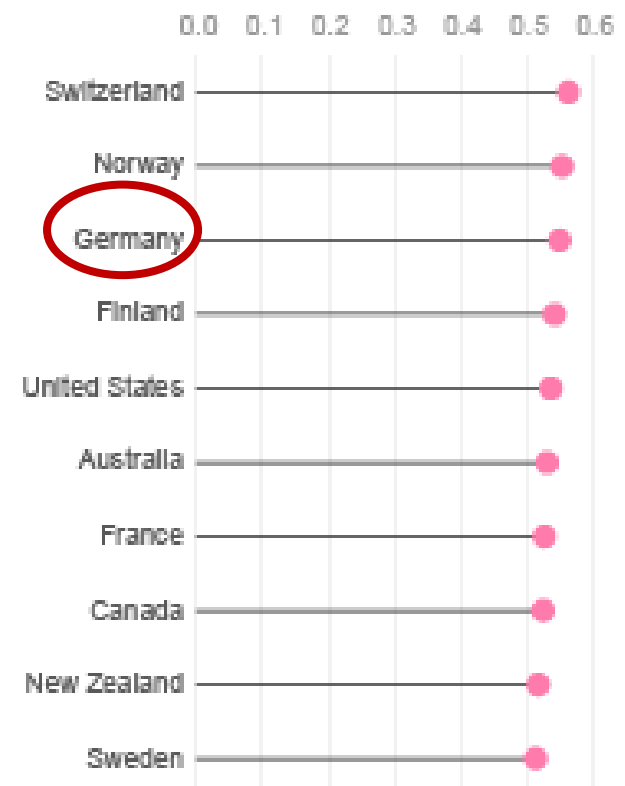 0.0 0.1 0.2 0.3 0.4 0.5 0.6
Switzerland
Norway
Germany
Finland
United States
Australia
France
Canada
New Zealand
Sweden